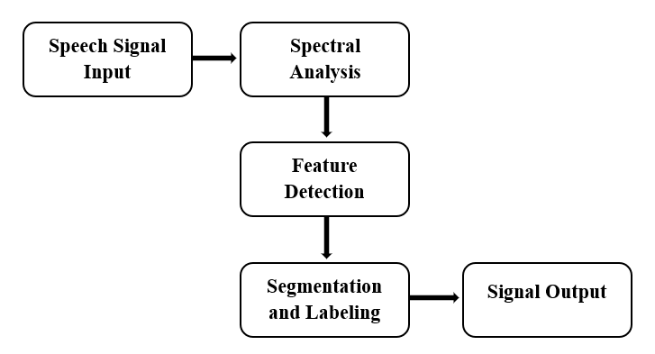 Speech Signal
Input
Spectral
Analysis
Feature
Detection
Segmentation
and Labeling
Signal Output